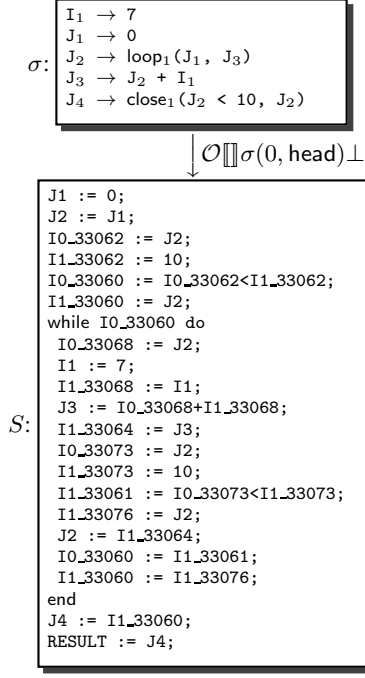 σ:
I₁ → 7
J₁ → 0
J₂ → loop₁(J₁, J₃)
J₃ → J₂ + I₁
J₄ → close₁(J₂ < 10, J₂)
𝒪⟦⟧σ(0, head)⊥
S:
J1 := 0;
J2 := J1;
I0_33062 := J2;
I1_33062 := 10;
I0_33060 := I0_33062<I1_33062;
I1_33060 := J2;
while I0_33060 do
I0_33068 := J2;
I1 := 7;
I1_33068 := I1;
J3 := I0_33068+I1_33068;
I1_33064 := J3;
I0_33073 := J2;
I1_33073 := 10;
I1_33061 := I0_33073<I1_33073;
I1_33076 := J2;
J2 := I1_33064;
I0_33060 := I1_33061;
I1_33060 := I1_33076;
end
J4 := I1_33060;
RESULT := J4;